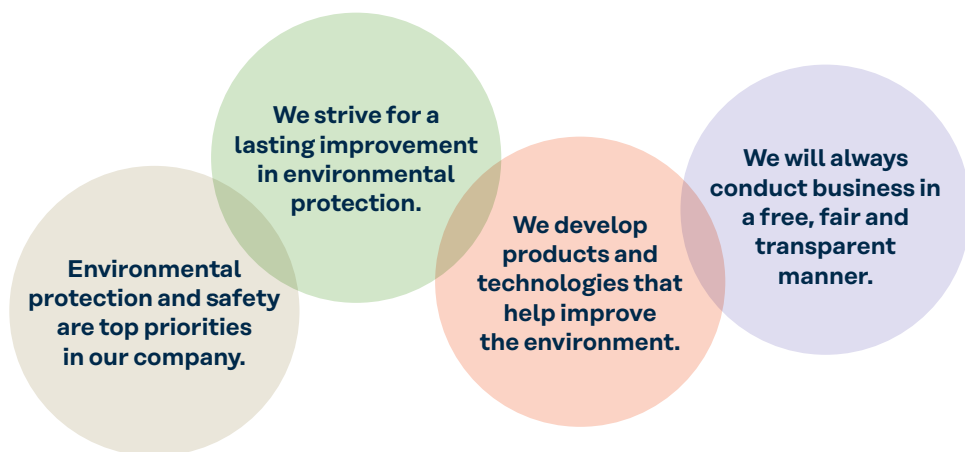 Environmental
protection and safety
are top priorities
in our company.
We strive for a
lasting improvement
in environmental
protection.
We develop
products and
technologies that
help improve
the environment.
We will always
conduct business in
a free, fair and
transparent
manner.